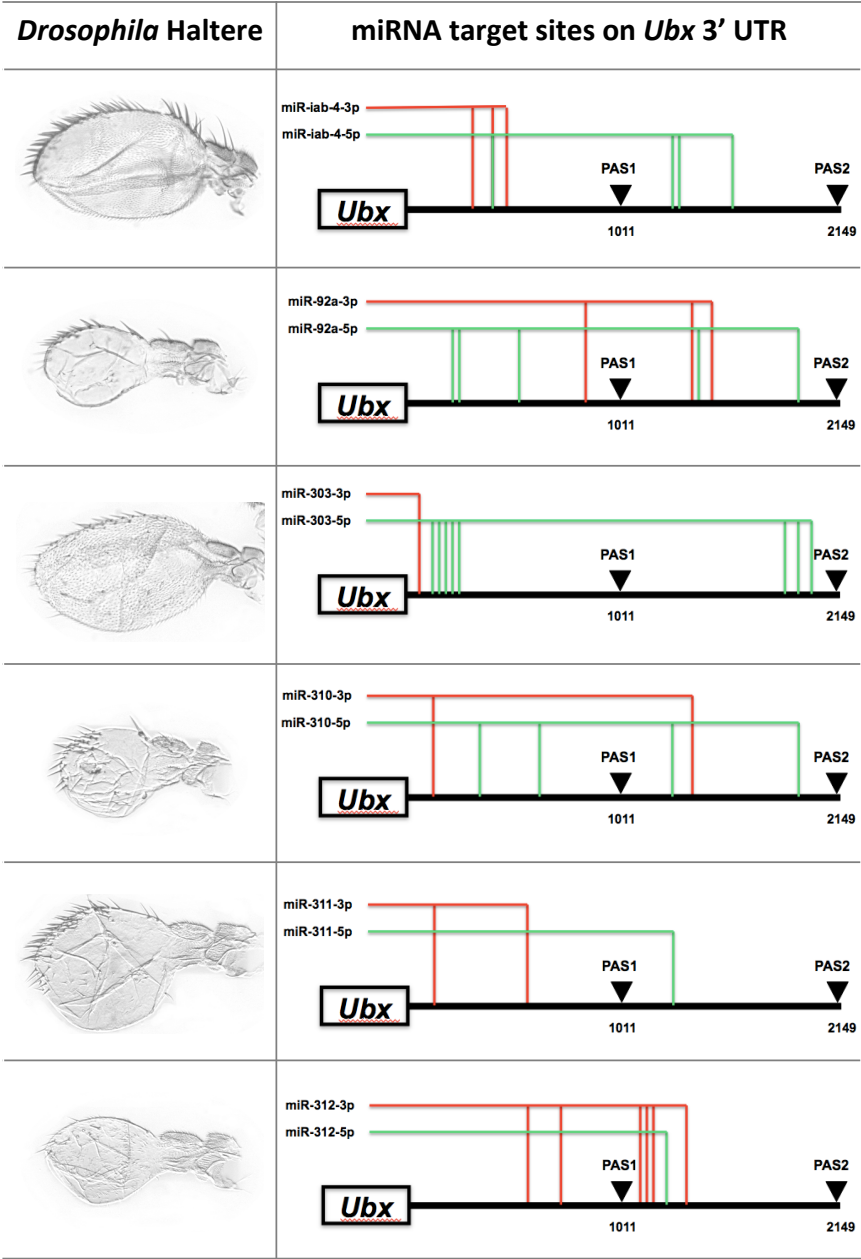 Drosophila Haltere
miRNA target sites on Ubx 3’ UTR
miR-iab-4-3p
miR-iab-4-5p
PAS1
PAS2
Ubx
1011
2149
miR-92a-3p
miR-92a-5p
PAS1
PAS2
Ubx
1011
2149
miR-303-3p
miR-303-5p
PAS1
PAS2
Ubx
1011
2149
miR-310-3p
miR-310-5p
PAS1
PAS2
Ubx
1011
2149
miR-311-3p
miR-311-5p
PAS1
PAS2
Ubx
1011
2149
miR-312-3p
miR-312-5p
PAS1
PAS2
Ubx
1011
2149